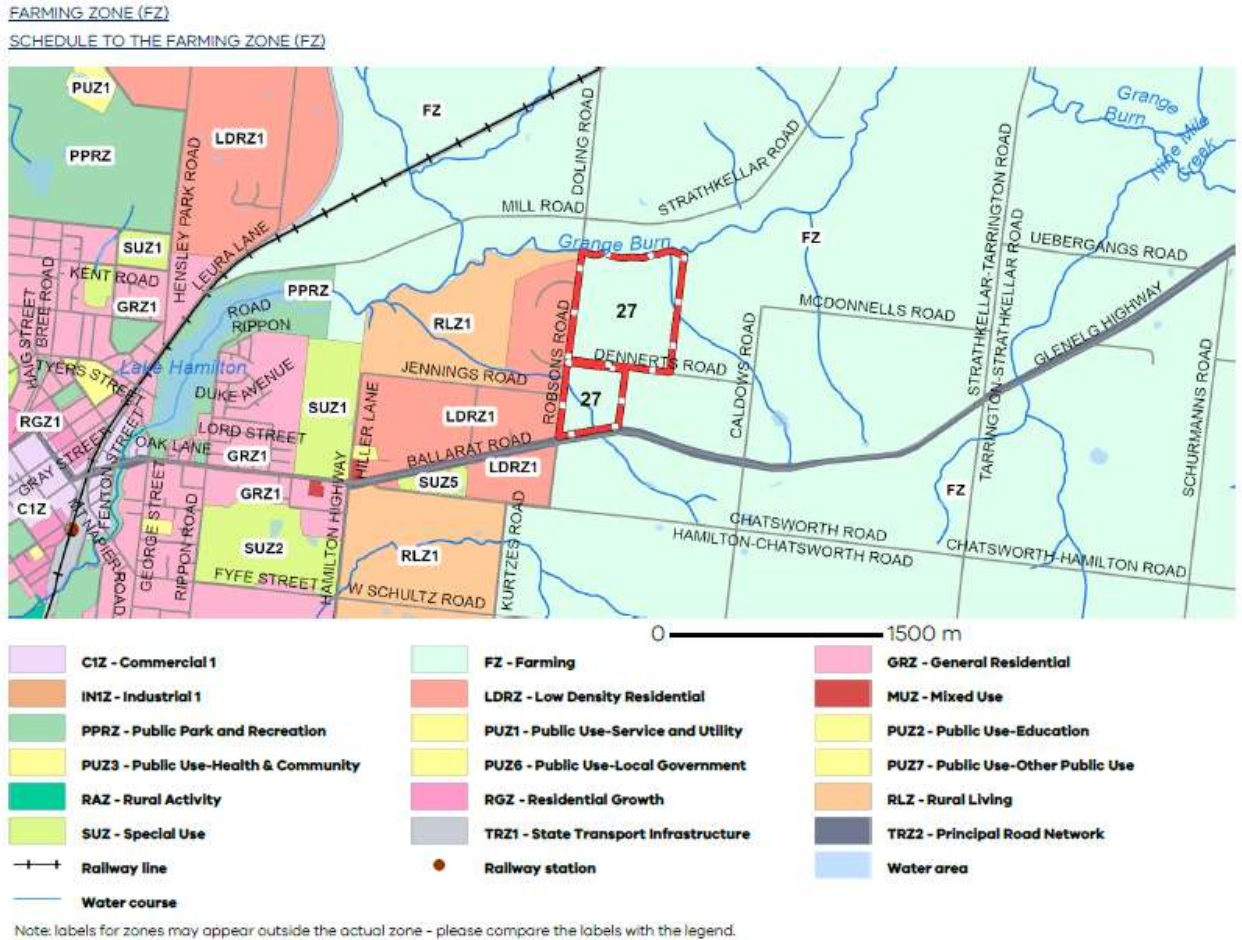 FARMING ZONE (FZ)
SCHEDULE TO THE FARMING ZONE (FZ)
PUZ1
FZ
Grange
Burn
Nine Mile
Creek
LDRZ1
PPRZ
DOLING ROAD
STRATHKELLAR ROAD
HENSLEY PARK ROAD
MILL ROAD
STRATHKELLAR-TARRINGTON ROAD
TARRINGTON-STRATHKELLAR ROAD
SUZ1
LEURA LANE
Grange Burn
FZ
UEBERGANGS ROAD
KENT ROAD
GRZ1
PPRZ
ROAD
RIPPON
HAIG STREET
BREE ROAD
RLZ1
ROBSONS ROAD
27
MCDONNELLS ROAD
GLENELG HIGHWAY
Lake Hamilton
TYERS STREET
DUKE AVENUE
JENNINGS ROAD
DENNERTS ROAD
CALDOWS ROAD
SCHURMANNS ROAD
SUZ1
HILLER LANE
LDRZ1
27
RGZ1
LORD STREET
OAK LANE
GRZ1
BALLARAT ROAD
GRAY STREET
FENTON STREET
LDRZ1
SUZ5
GRZ1
FZ
C1Z
MT NAPIER ROAD
GEORGE STREET
RIPPON ROAD
HAMILTON HIGHWAY
KURTZES ROAD
CHATSWORTH ROAD
HAMILTON-CHATSWORTH ROAD
CHATSWORTH-HAMILTON ROAD
SUZ2
RLZ1
FYFE STREET
W SCHULTZ ROAD
0 1500 m
C1Z - Commercial 1 FZ - Farming GRZ - General Residential
IN1Z - Industrial 1 LDRZ - Low Density Residential MUZ - Mixed Use
PPRZ - Public Park and Recreation PUZ1 - Public Use-Service and Utility PUZ2 - Public Use-Education
PUZ3 - Public Use-Health & Community PUZ6 - Public Use-Local Government PUZ7 - Public Use-Other Public Use
RAZ - Rural Activity RGZ - Residential Growth RLZ - Rural Living
SUZ - Special Use TRZ1 - State Transport Infrastructure TRZ2 - Principal Road Network
Railway line Railway station Water area
Water course
Note: labels for zones may appear outside the actual zone - please compare the labels with the legend.